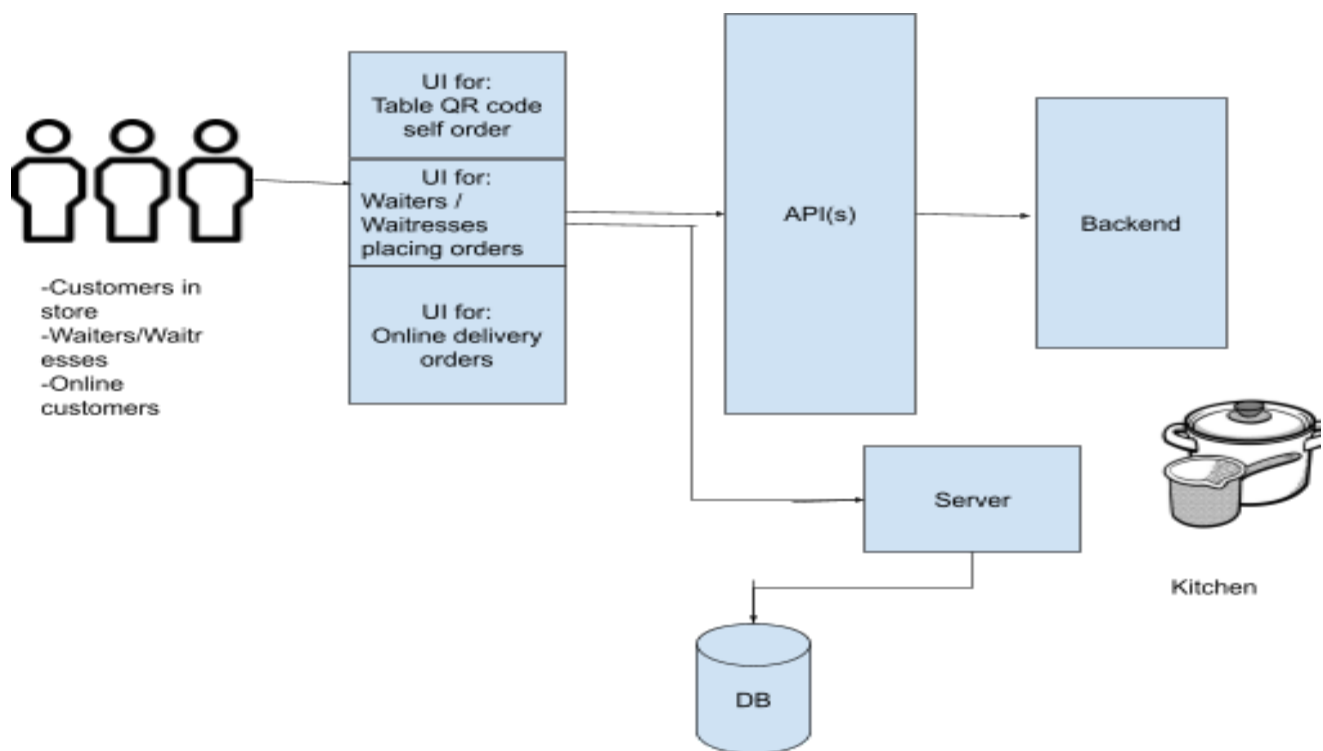 UI for:
Table QR code
self order
UI for:
Waiters /
Waitresses
placing orders
UI for:
Online delivery
orders
-Customers in
store
-Waiters/Waitr
esses
-Online
customers
API(s)
Backend
Server
Kitchen
DB